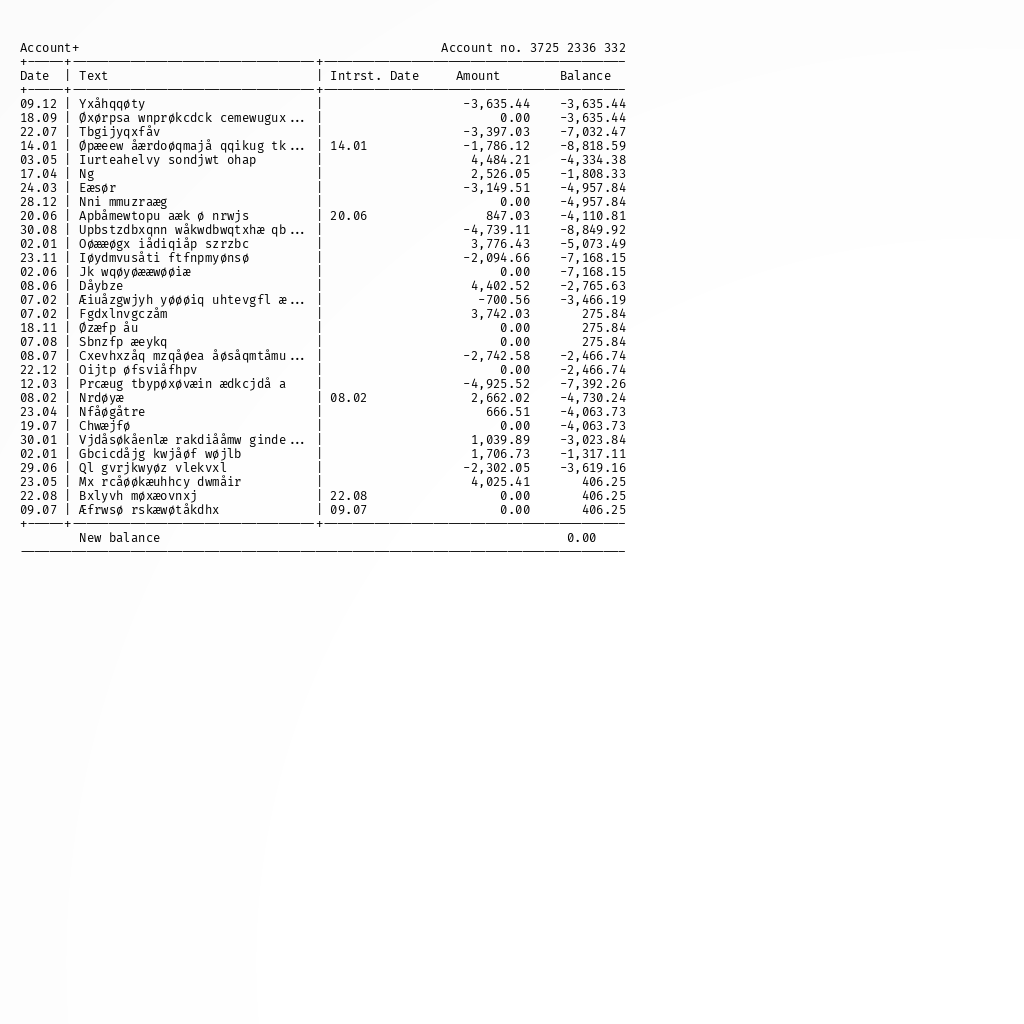 Account+ Account no. 3725 2336 332
+-----+---------------------------------+-----------------------------------------
Date | Text | Intrst. Date Amount Balance
+-----+---------------------------------+-----------------------------------------
09.12 | Yxåhqqøty | -3,635.44 -3,635.44
18.09 | Øxørpsa wnprøkcdck cemewugux... | 0.00 -3,635.44
22.07 | Tbgijyqxfåv | -3,397.03 -7,032.47
14.01 | Øpæeew åærdoøqmajå qqikug tk... | 14.01 -1,786.12 -8,818.59
03.05 | Iurteahelvy sondjwt ohap | 4,484.21 -4,334.38
17.04 | Ng | 2,526.05 -1,808.33
24.03 | Eæsør | -3,149.51 -4,957.84
28.12 | Nni mmuzraæg | 0.00 -4,957.84
20.06 | Apbåmewtopu aæk ø nrwjs | 20.06 847.03 -4,110.81
30.08 | Upbstzdbxqnn wåkwdbwqtxhæ qb... | -4,739.11 -8,849.92
02.01 | Oøææøgx iådiqiåp szrzbc | 3,776.43 -5,073.49
23.11 | Iøydmvusåti ftfnpmyønsø | -2,094.66 -7,168.15
02.06 | Jk wqøyøææwøøiæ | 0.00 -7,168.15
08.06 | Dåybze | 4,402.52 -2,765.63
07.02 | Æiuåzgwjyh yøøøiq uhtevgfl æ... | -700.56 -3,466.19
07.02 | Fgdxlnvgczåm | 3,742.03 275.84
18.11 | Øzæfp åu | 0.00 275.84
07.08 | Sbnzfp æeykq | 0.00 275.84
08.07 | Cxevhxzåq mzqåøea åøsåqmtåmu... | -2,742.58 -2,466.74
22.12 | Oijtp øfsviåfhpv | 0.00 -2,466.74
12.03 | Prcæug tbypøxøvæin ædkcjdå a | -4,925.52 -7,392.26
08.02 | Nrdøyæ | 08.02 2,662.02 -4,730.24
23.04 | Nfåøgåtre | 666.51 -4,063.73
19.07 | Chwæjfø | 0.00 -4,063.73
30.01 | Vjdåsøkåenlæ rakdiååmw ginde... | 1,039.89 -3,023.84
02.01 | Gbcicdåjg kwjåøf wøjlb | 1,706.73 -1,317.11
29.06 | Ql gvrjkwyøz vlekvxl | -2,302.05 -3,619.16
23.05 | Mx rcåøøkæuhhcy dwmåir | 4,025.41 406.25
22.08 | Bxlyvh møxæovnxj | 22.08 0.00 406.25
09.07 | Æfrwsø rskæwøtåkdhx | 09.07 0.00 406.25
+-----+---------------------------------+-----------------------------------------
New balance 0.00
----------------------------------------------------------------------------------